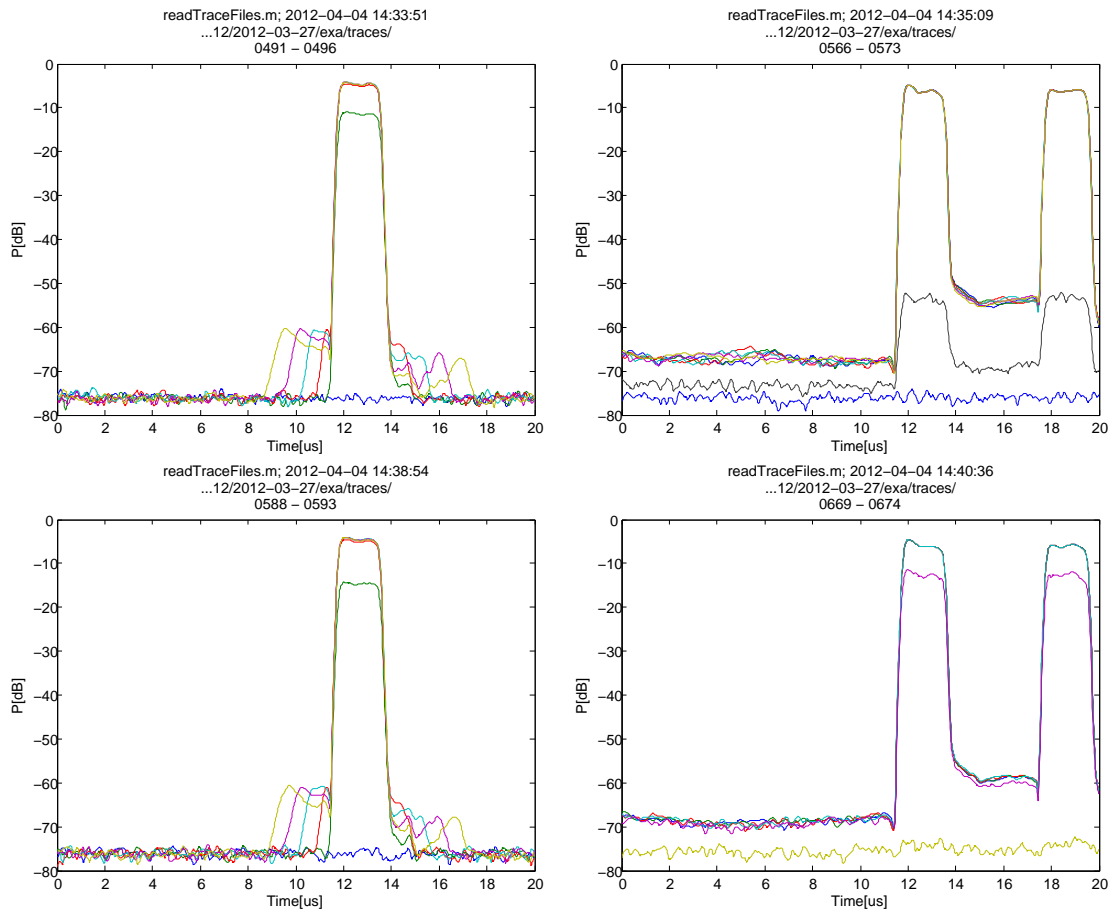 readTraceFiles.m; 2012−04−04 14:33:51
...12/2012−03−27/exa/traces/
0491 − 0496
0
−10
−20
−30
−40
−50
−60
−70
−80
P[dB]
0 2 4 6 8 10 12 14 16 18 20
Time[us]
readTraceFiles.m; 2012−04−04 14:35:09
...12/2012−03−27/exa/traces/
0566 − 0573
0
−10
−20
−30
−40
−50
−60
−70
−80
P[dB]
0 2 4 6 8 10 12 14 16 18 20
Time[us]
readTraceFiles.m; 2012−04−04 14:38:54
...12/2012−03−27/exa/traces/
0588 − 0593
0
−10
−20
−30
−40
−50
−60
−70
−80
P[dB]
0 2 4 6 8 10 12 14 16 18 20
Time[us]
readTraceFiles.m; 2012−04−04 14:40:36
...12/2012−03−27/exa/traces/
0669 − 0674
0
−10
−20
−30
−40
−50
−60
−70
−80
P[dB]
0 2 4 6 8 10 12 14 16 18 20
Time[us]